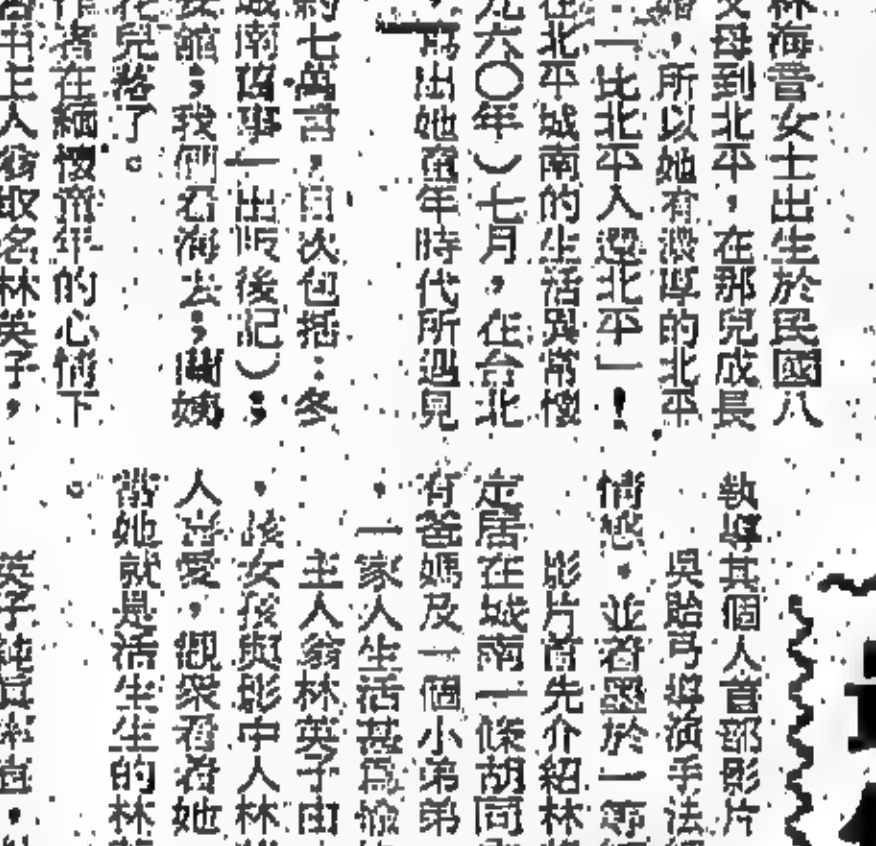 林海音女士出生於民國八
父母到北平，在那兒成長
，所以她有濃厚的北平
：「比北平人還北平」！
在北平城南的生活異常懷
九六〇年）七月，在台北
，寫出她童年時代所遇見
約七萬言，目次包括：冬
城南故事」出版後記）；
我們看海去；蘭姨
花兒落了。
作者在緬懷童年的心情下
書主人翁取名林英子，
執導其個人首部影片
吳貽弓導演手法
情感，並着墨於一
影片首先介紹林
定居在城南一條胡同
有爸媽及一個小弟弟
，一家人生活甚為愉
主人翁林英子由
，該女孩與影中人林
人喜愛，觀眾看着她
當她就是活生生的林
。
英子純真率直，